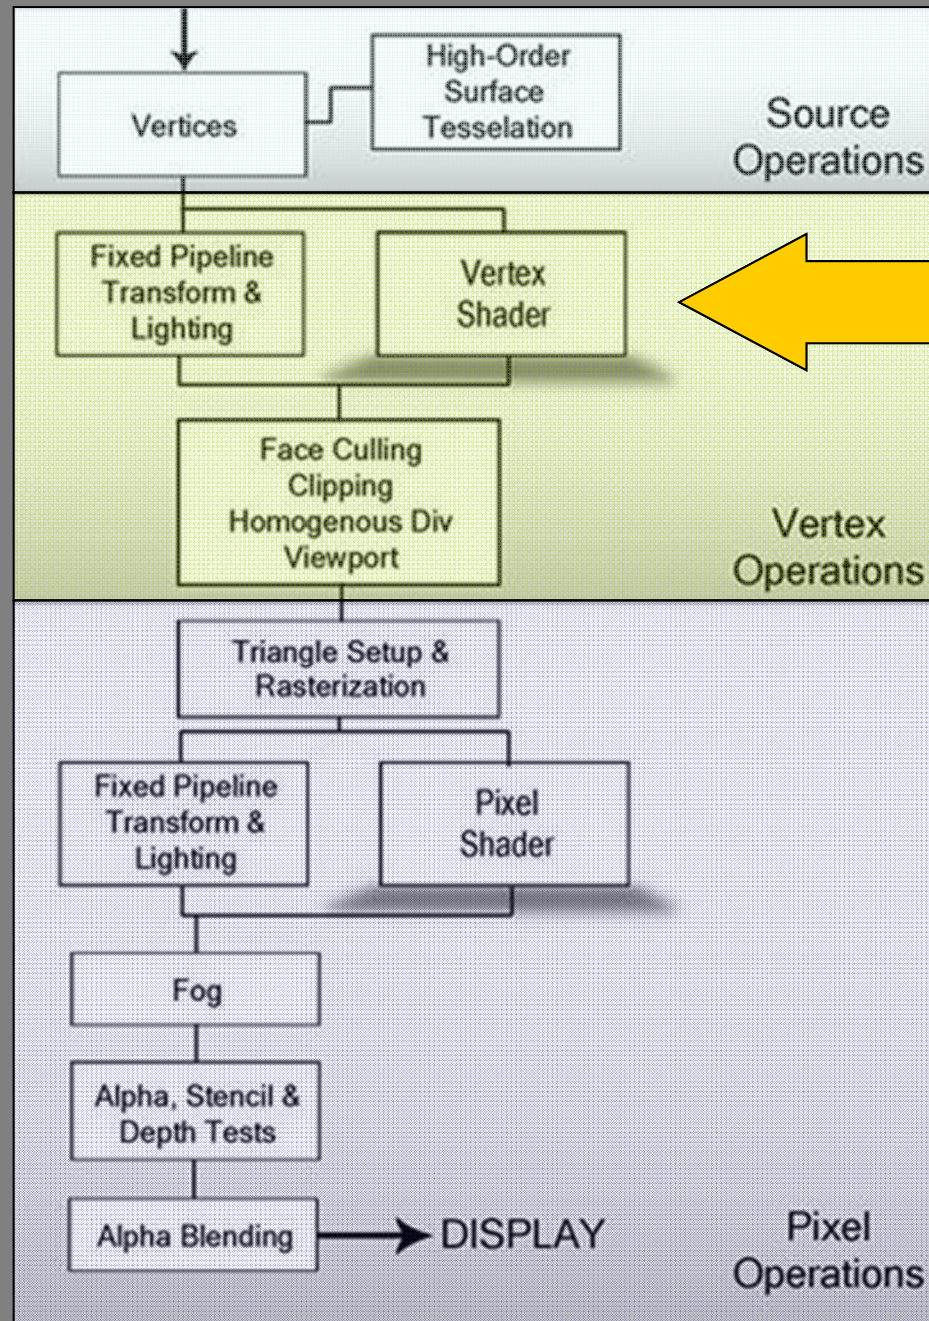 Vertices
High-Order
Surface
Tesselation
Source
Operations
Fixed Pipeline
Transform &
Lighting
Vertex
Shader
Face Culling
Clipping
Homogenous Div
Viewport
Vertex
Operations
Triangle Setup &
Rasterization
Fixed Pipeline
Transform &
Lighting
Pixel
Shader
Fog
Alpha, Stencil &
Depth Tests
Alpha Blending
DISPLAY
Pixel
Operations